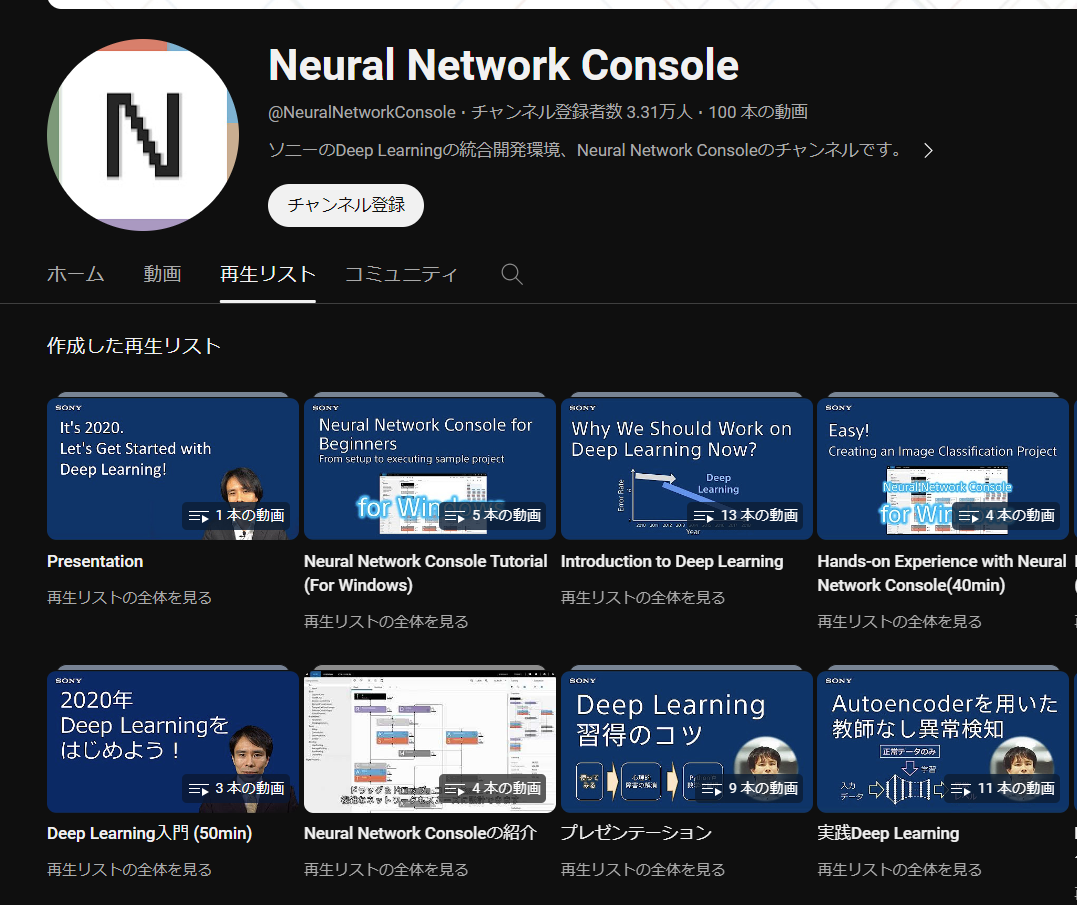 N
Neural Network Console
@NeuralNetworkConsole・チャンネル登録者数 3.31万人・100 本の動画
ソニーのDeep Learningの統合開発環境、Neural Network Consoleのチャンネルです。
チャンネル登録
ホーム 動画 再生リスト コミュニティ
作成した再生リスト
SONY
It's 2020.
Let's Get Started with
Deep Learning!
1 本の動画
Presentation
再生リストの全体を見る
SONY
Neural Network Console for
Beginners
From setup to executing sample project
for Windows
5 本の動画
Neural Network Console Tutorial
(For Windows)
再生リストの全体を見る
SONY
Why We Should Work on
Deep Learning Now?
Error Rate
Deep
Learning
Year
13 本の動画
Introduction to Deep Learning
再生リストの全体を見る
SONY
Easy!
Creating an Image Classification Project
Neural Network Console
for Win
4 本の動画
Hands-on Experience with Neural
Network Console(40min)
再生リストの全体を見る
SONY
2020年
Deep Learningを
はじめよう！
3 本の動画
Deep Learning入門 (50min)
再生リストの全体を見る
4 本の動画
Neural Network Consoleの紹介
再生リストの全体を見る
SONY
Deep Learning
習得のコツ
使って
みる
心理的
障害の解消
9 本の動画
プレゼンテーション
再生リストの全体を見る
SONY
Autoencoderを用いた
教師なし異常検知
正常データのみ
学習
入力
データ
11 本の動画
実践Deep Learning
再生リストの全体を見る